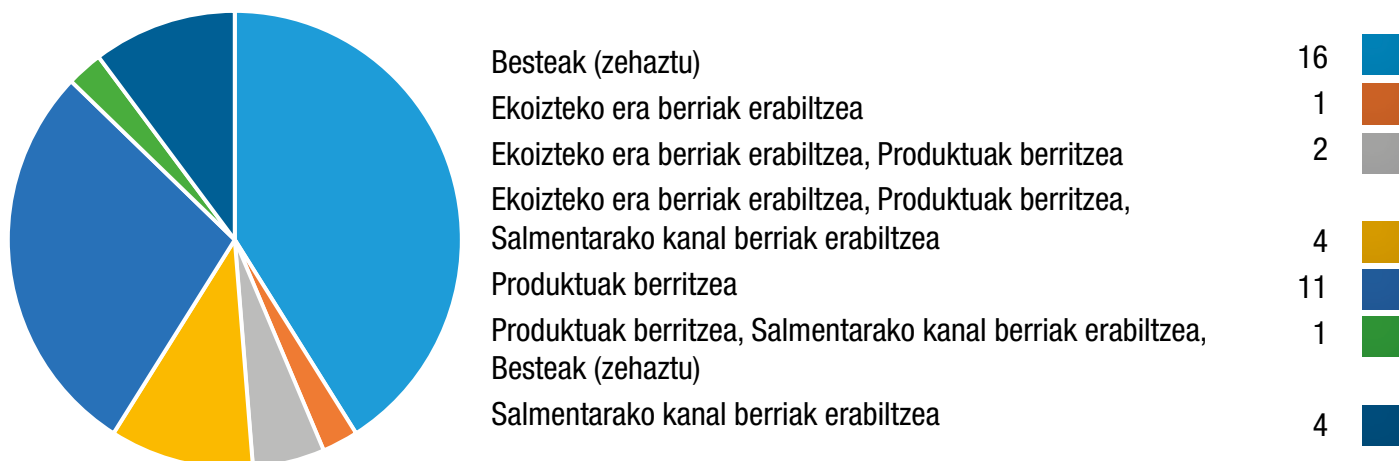 Besteak (zehaztu) 16
Ekoizteko era berriak erabiltzea 1
Ekoizteko era berriak erabiltzea, Produktuak berritzea 2
Ekoizteko era berriak erabiltzea, Produktuak berritzea,
Salmentarako kanal berriak erabiltzea 4
Produktuak berritzea 11
Produktuak berritzea, Salmentarako kanal berriak erabiltzea, 1
Besteak (zehaztu)
Salmentarako kanal berriak erabiltzea 4